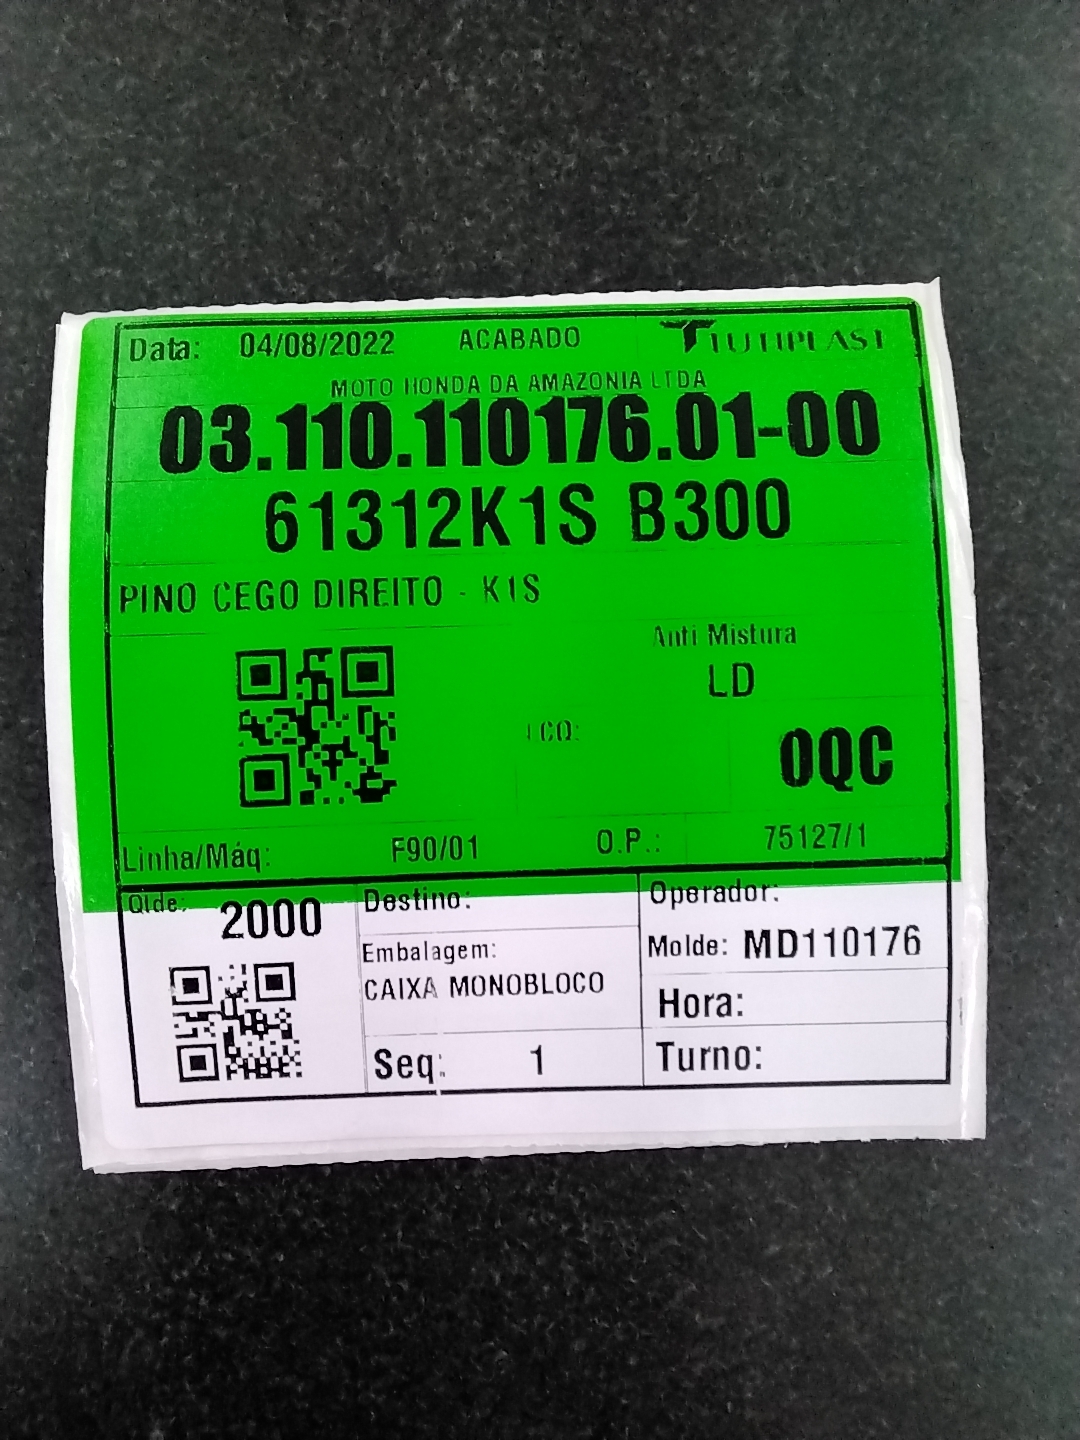 Data: 04/08/2022 ACABADO TUTIPLAST
MOTO HONDA DA AMAZONIA LTDA
03.110.110176.01-00
61312K1S B300
PINO CEGO DIREITO - K1S
Anti Mistura
LD
LCQ:
OQC
Linha/Máq: F90/01 O.P.: 75127/1
Qtde: 2000
Destino:
Operador:
Embalagem:
CAIXA MONOBLOCO
Molde: MD110176
Hora:
Seq: 1
Turno: